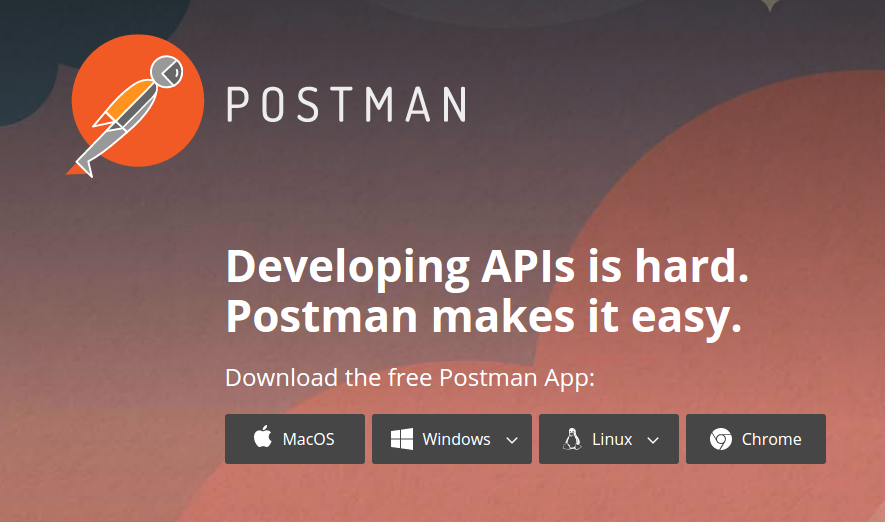 POSTMAN
Developing APIs is hard.
Postman makes it easy.
Download the free Postman App:
MacOS Windows Linux Chrome